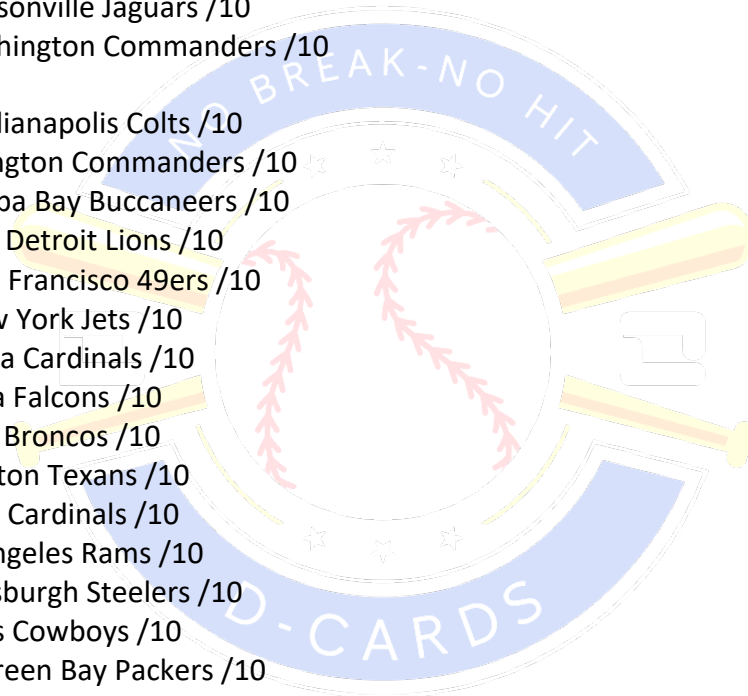 sonville Jaguars /10
hington Commanders /10
NO BREAK-NO HIT
dianapolis Colts /10
ngton Commanders /10
pa Bay Buccaneers /10
Detroit Lions /10
Francisco 49ers /10
w York Jets /10
a Cardinals /10
a Falcons /10
Broncos /10
ton Texans /10
Cardinals /10
ngeles Rams /10
sburgh Steelers /10
s Cowboys /10
reen Bay Packers /10
D-CARDS